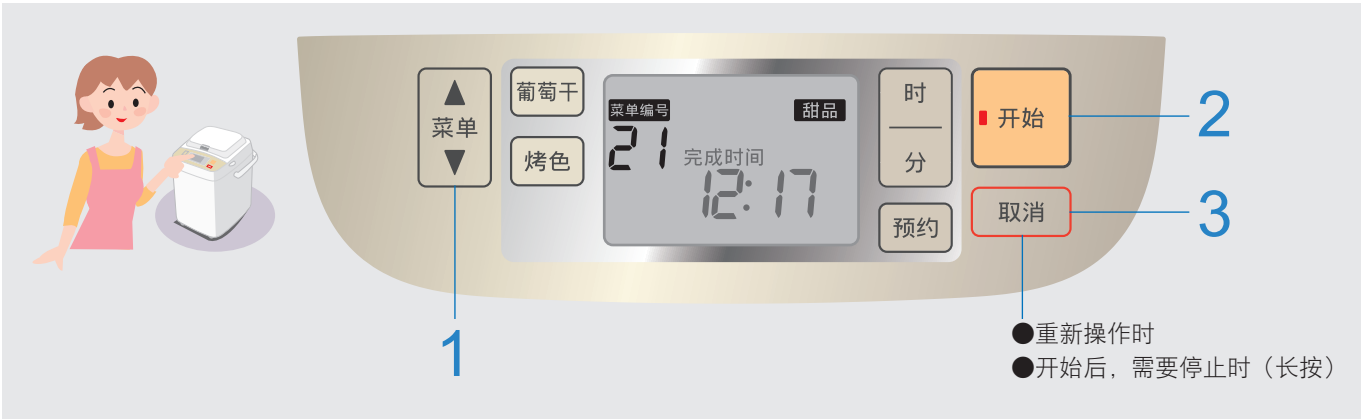 ▲
菜单
▼
葡萄干
烤色
菜单编号
甜品
21
完成时间
12:17
时
分
预约
开始
取消
1
2
3
●重新操作时
●开始后，需要停止时（长按）